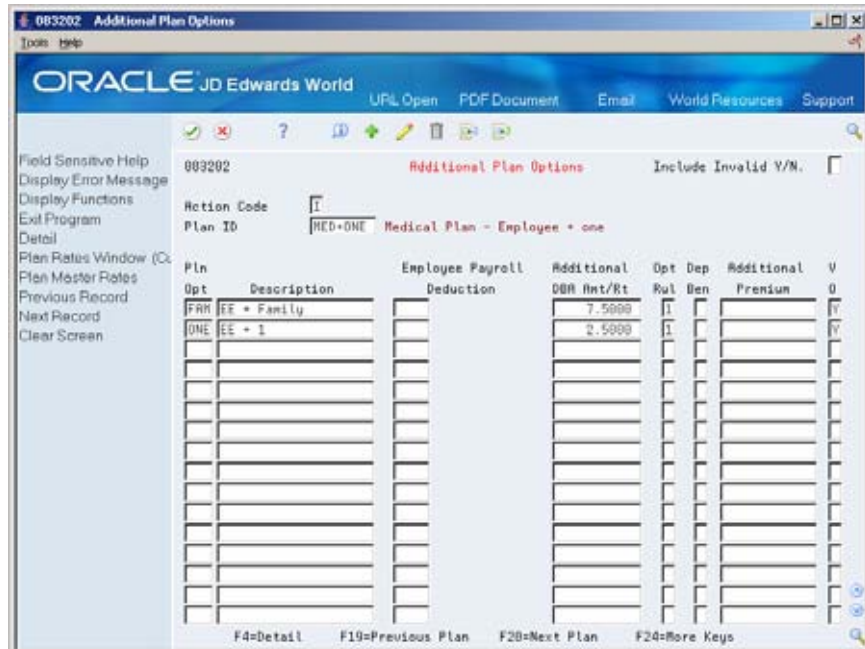 083202 Additional Plan Options
Tools Help
ORACLE JD Edwards World
URL Open PDF Document Email World Resources Support
?
Field Sensitive Help
Display Error Message
Display Functions
Exit Program
Detail
Plan Rates Window (Cu
Plan Master Rates
Previous Record
Next Record
Clear Screen
083202 Additional Plan Options Include Invalid Y/N.
Action Code I
Plan ID MED+ONE Medical Plan - Employee + one
Pln Employee Payroll Additional Opt Dep Additional V
Opt Description Deduction DBA Amt/Rt Rul Ben Premium O
FAM EE + Family 7.5000 1 Y
ONE EE + 1 2.5000 1 Y
F4=Detail F19=Previous Plan F20=Next Plan F24=More Keys